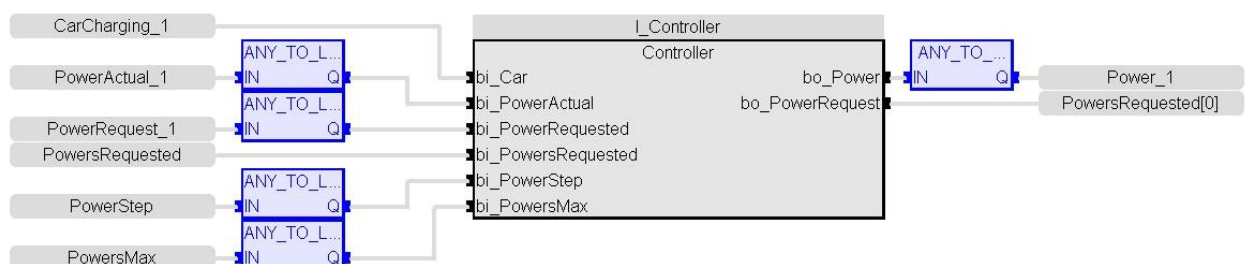 CarCharging_1
I_Controller
ANY_TO_L...
Controller
ANY_TO_...
PowerActual_1
IN Q
bi_Car
bo_Power
IN Q
Power_1
ANY_TO_L...
bi_PowerActual
bo_PowerRequest
PowersRequested[0]
PowerRequest_1
IN Q
bi_PowerRequested
PowersRequested
bi_PowersRequested
ANY_TO_L...
bi_PowerStep
PowerStep
IN Q
bi_PowersMax
ANY_TO_L...
PowersMax
IN Q